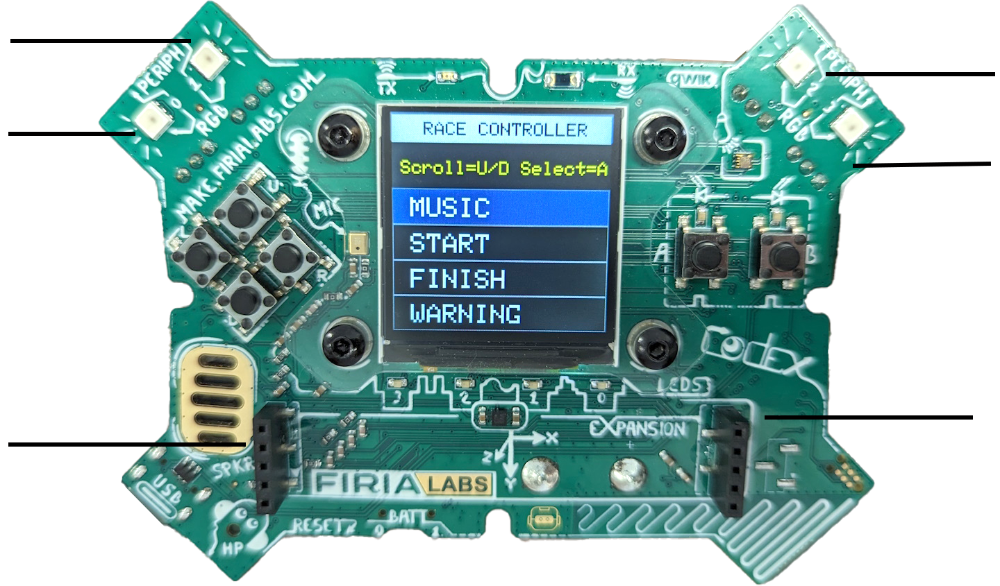 PERIPH
1
0
RGB
MAKE.FIRIALABS.COM
TX
RX
qwiic
PERIPH
2
3
RGB
RACE CONTROLLER
Scroll=U/D Select=A
MUSIC
START
FINISH
WARNING
U
MIC
R
A
B
CodeX
LEDS
3
2
1
0
EXPANSION
X
Z
Y
SPKR
USB
FIRIA LABS
RESET
BATT
0
1
HP